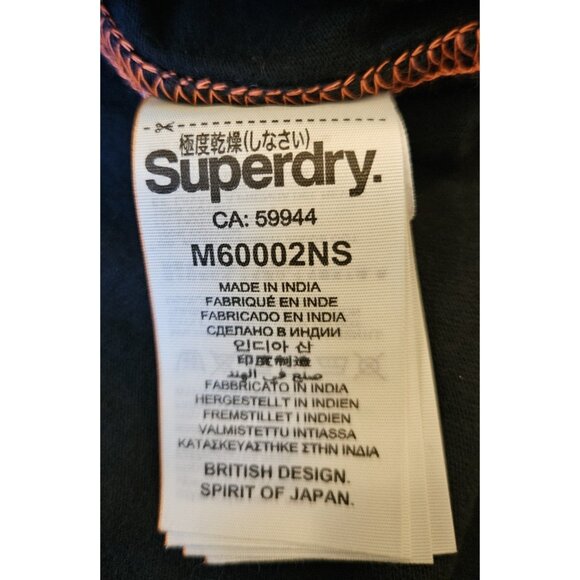 極度乾燥(しなさい)
Superdry.
CA: 59944
M60002NS
MADE IN INDIA
FABRIQUÉ EN INDE
FABRICADO EN INDIA
СДЕЛАНО В ИНДИИ
인디아 산
印度制造
صنع في الهند
FABBRICATO IN INDIA
HERGESTELLT IN INDIEN
FREMSTILLET I INDIEN
VALMISTETTU INTIASSA
ΚΑΤΑΣΚΕΥΑΣΤΗΚΕ ΣΤΗΝ ΙΝΔΙΑ
BRITISH DESIGN.
SPIRIT OF JAPAN.